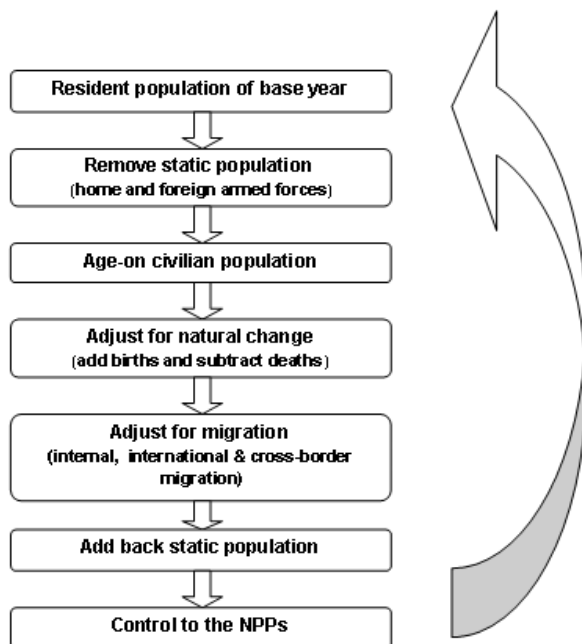 Resident population of base year
Remove static population
(home and foreign armed forces)
Age-on civilian population
Adjust for natural change
(add births and subtract deaths)
Adjust for migration
(internal, international & cross-border
migration)
Add back static population
Control to the NPPs